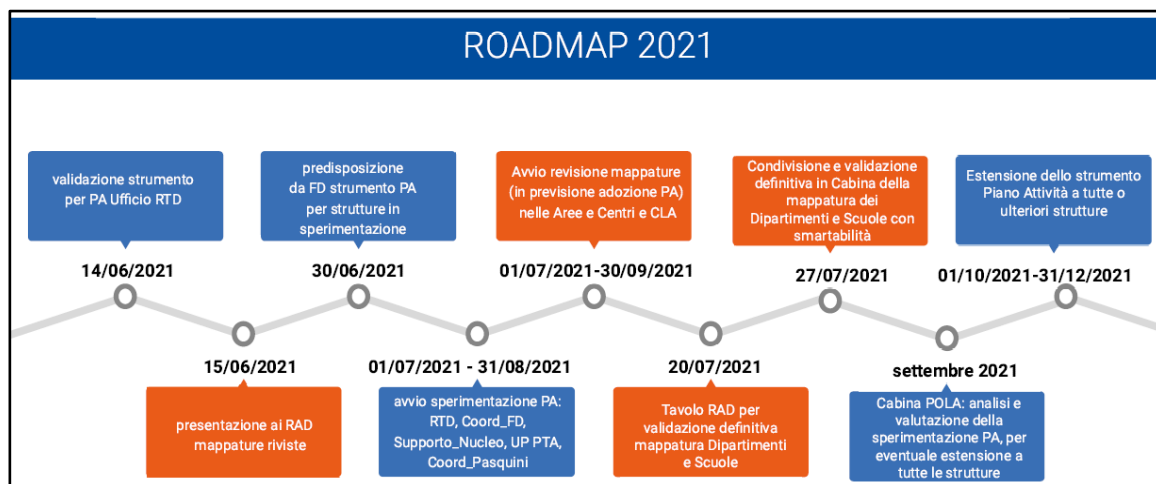 ROADMAP 2021
validazione strumento
per PA Ufficio RTD
14/06/2021
presentazione ai RAD
mappature riviste
15/06/2021
predisposizione
da FD strumento PA
per strutture in
sperimentazione
30/06/2021
01/07/2021 - 31/08/2021
avvio sperimentazione PA:
RTD, Coord_FD,
Supporto_Nucleo, UP PTA,
Coord_Pasquini
Avvio revisione mappature
(in previsione adozione PA)
nelle Aree e Centri e CLA
01/07/2021-30/09/2021
20/07/2021
Tavolo RAD per
validazione definitiva
mappatura Dipartimenti
e Scuole
Condivisione e validazione
definitiva in Cabina della
mappatura dei
Dipartimenti e Scuole con
smartabilità
27/07/2021
settembre 2021
Cabina POLA: analisi e
valutazione della
sperimentazione PA, per
eventuale estensione a
tutte le strutture
Estensione dello strumento
Piano Attività a tutte o
ulteriori strutture
01/10/2021-31/12/2021